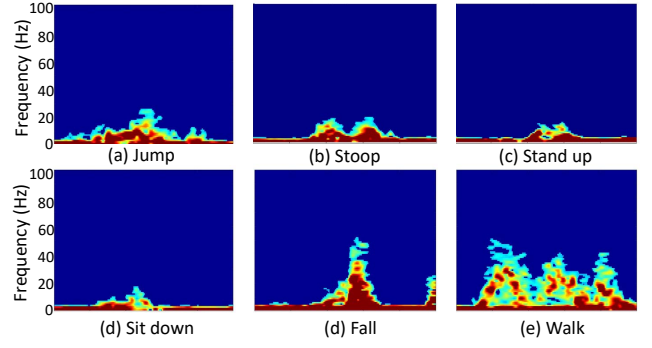 Frequency (Hz)
100
80
60
40
20
0
(a) Jump
(b) Stoop
(c) Stand up
Frequency (Hz)
100
80
60
40
20
0
(d) Sit down
(d) Fall
(e) Walk